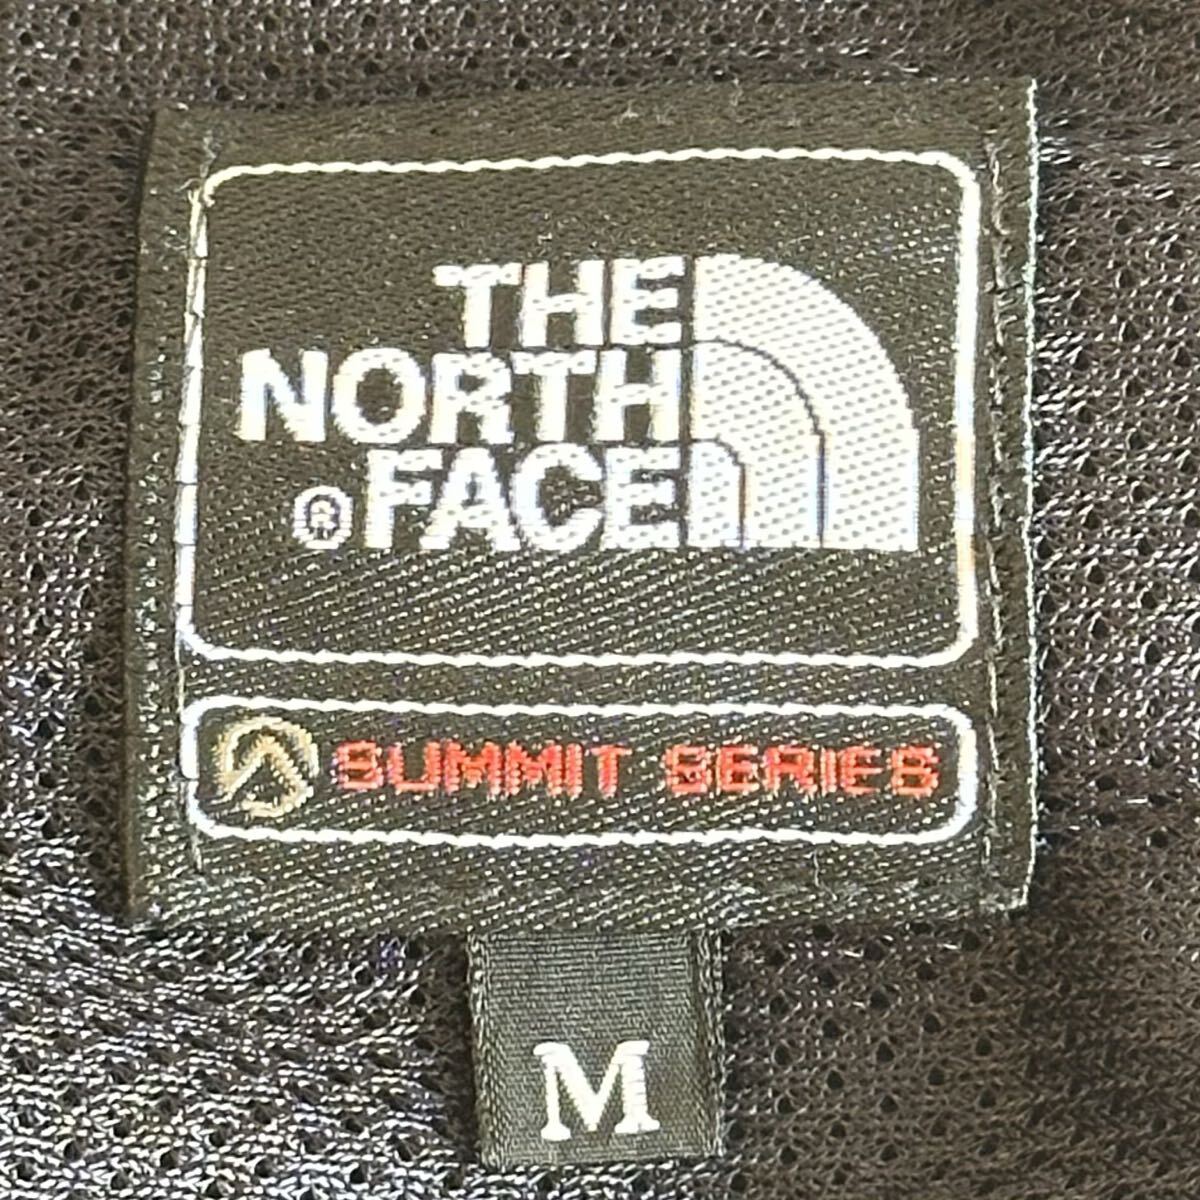 THE
NORTH
® FACE
SUMMIT SERIES
M